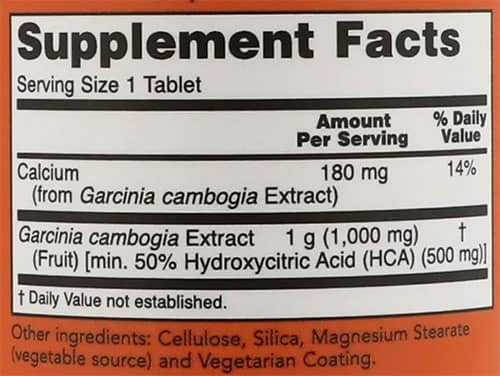 Supplement Facts
Serving Size 1 Tablet
Amount Per Serving % Daily Value
Calcium 180 mg 14%
(from Garcinia cambogia Extract)
Garcinia cambogia Extract 1 g (1,000 mg) †
(Fruit) [min. 50% Hydroxycitric Acid (HCA) (500 mg)]
† Daily Value not established.
Other ingredients: Cellulose, Silica, Magnesium Stearate
(vegetable source) and Vegetarian Coating.